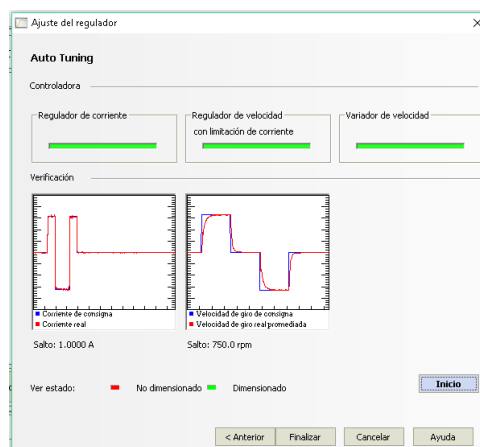 Ajuste del regulador
Auto Tuning
Controladora
Regulador de corriente
Regulador de velocidad
con limitación de corriente
Variador de velocidad
Verificación
Corriente de consigna
Corriente real
Velocidad de giro de consigna
Velocidad de giro real promediada
Salto: 1.0000 A
Salto: 750.0 rpm
Ver estado:
No dimensionado
Dimensionado
Início
< Anterior
Finalizar
Cancelar
Ayuda